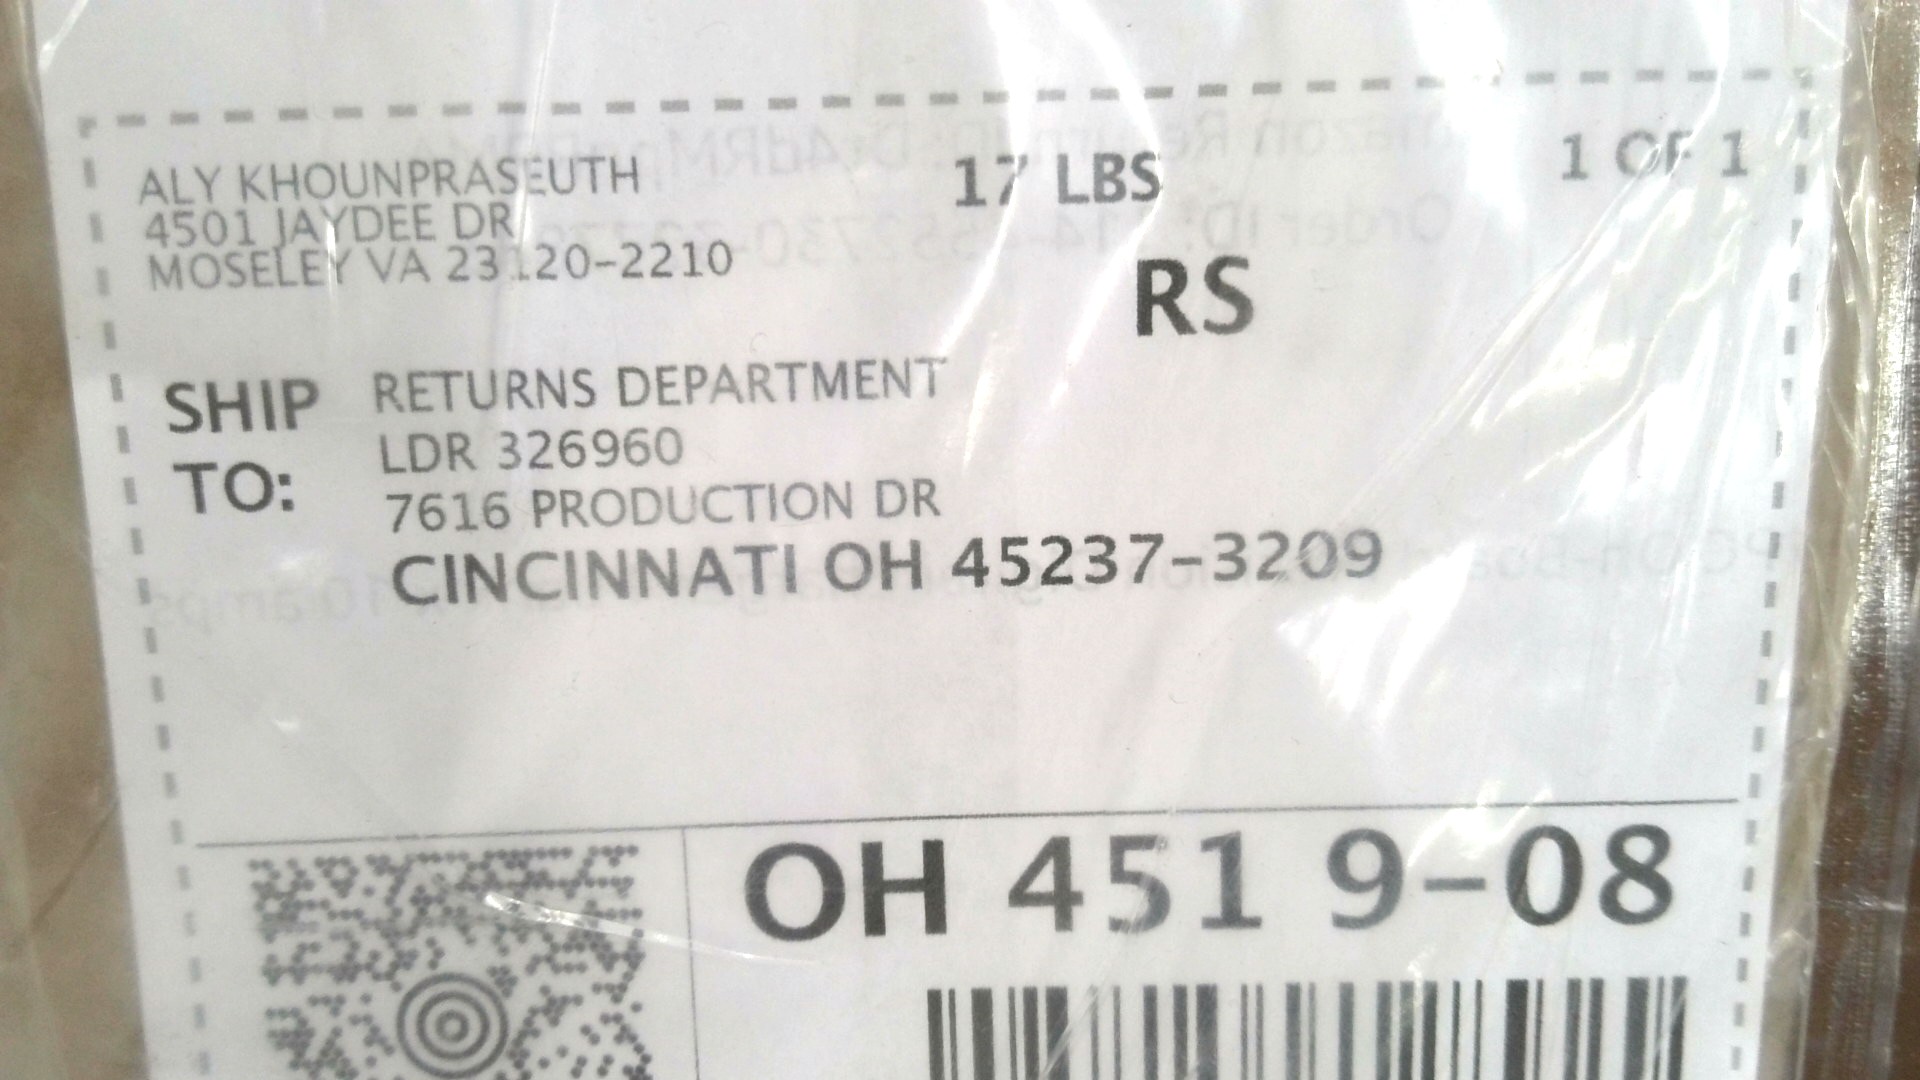 ALY KHOUNPRASEUTH
4501 JAYDEE DR
MOSELEY VA 23120-2210
17 LBS
1 OF 1
RS
SHIP TO:
RETURNS DEPARTMENT
LDR 326960
7616 PRODUCTION DR
CINCINNATI OH 45237-3209
OH 451 9-08